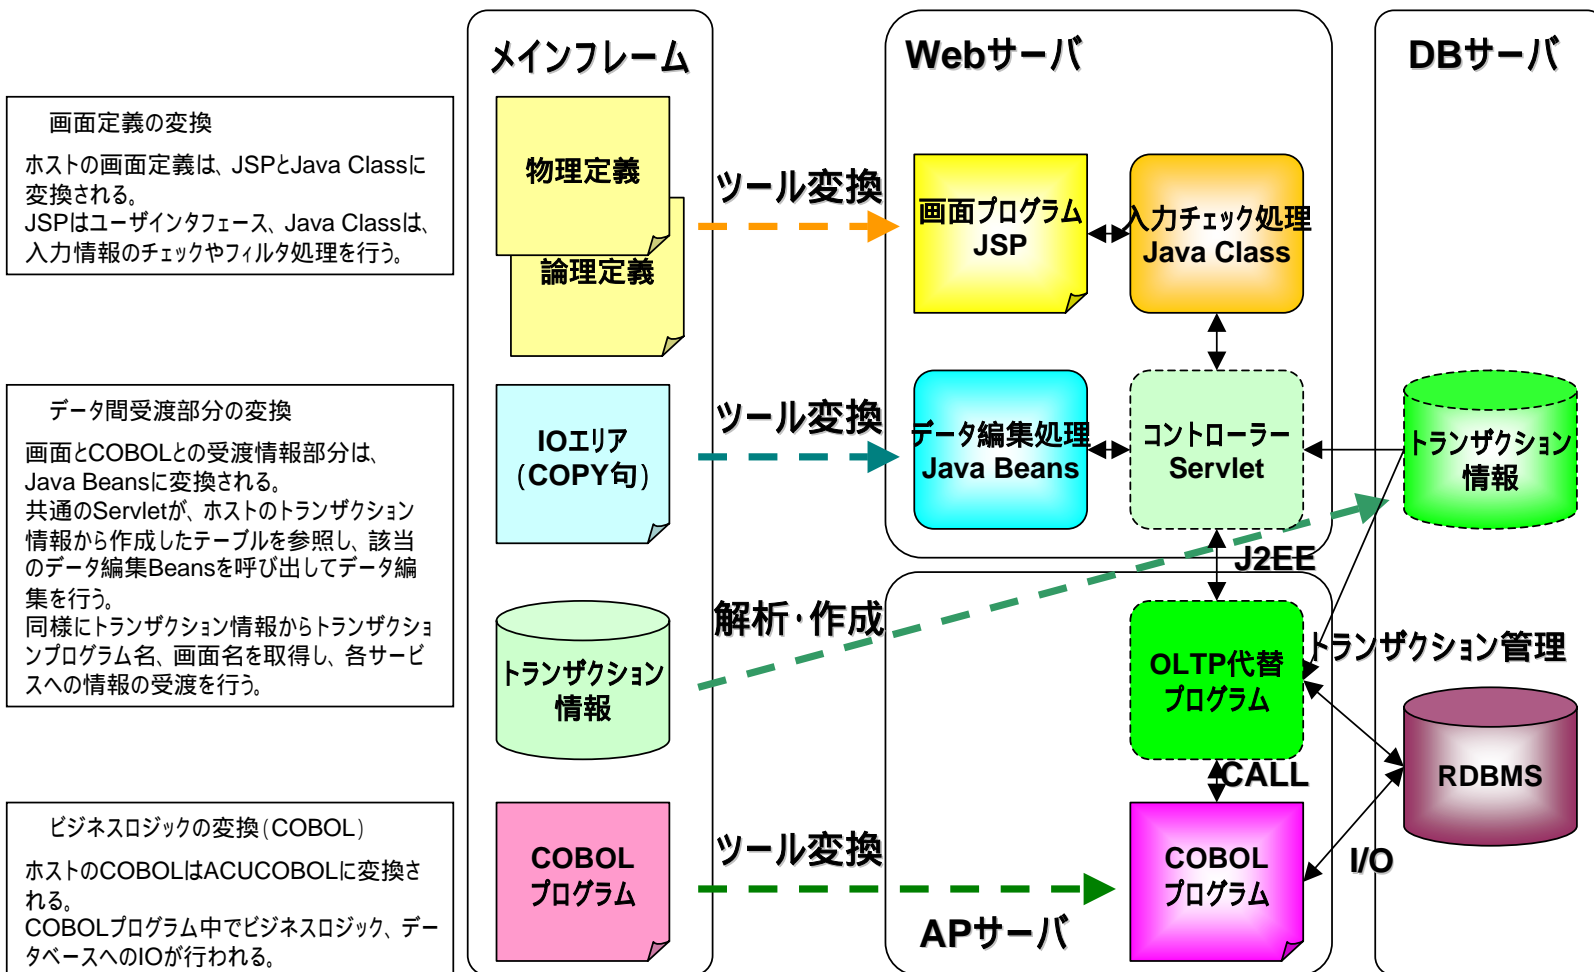 メインフレーム
Webサーバ
DBサーバ
画面定義の変換
ホストの画面定義は、JSPとJava Classに
変換される。
JSPはユーザインタフェース、Java Classは、
入力情報のチェックやフィルタ処理を行う。
物理定義
論理定義
ツール変換
画面プログラム
JSP
入力チェック処理
Java Class
データ間受渡部分の変換
画面とCOBOLとの受渡情報部分は、
Java Beansに変換される。
共通のServletが、ホストのトランザクション
情報から作成したテーブルを参照し、該当
のデータ編集Beansを呼び出してデータ編
集を行う。
同様にトランザクション情報からトランザクショ
ンプログラム名、画面名を取得し、各サービ
スへの情報の受渡を行う。
IOエリア
(COPY句)
ツール変換
データ編集処理
Java Beans
コントローラー
Servlet
トランザクション
情報
J2EE
トランザクション
情報
解析・作成
OLTP代替
プログラム
トランザクション管理
CALL
RDBMS
I/O
ビジネスロジックの変換(COBOL)
ホストのCOBOLはACUCOBOLに変換さ
れる。
COBOLプログラム中でビジネスロジック、デー
タベースへのIOが行われる。
COBOL
プログラム
ツール変換
COBOL
プログラム
APサーバ